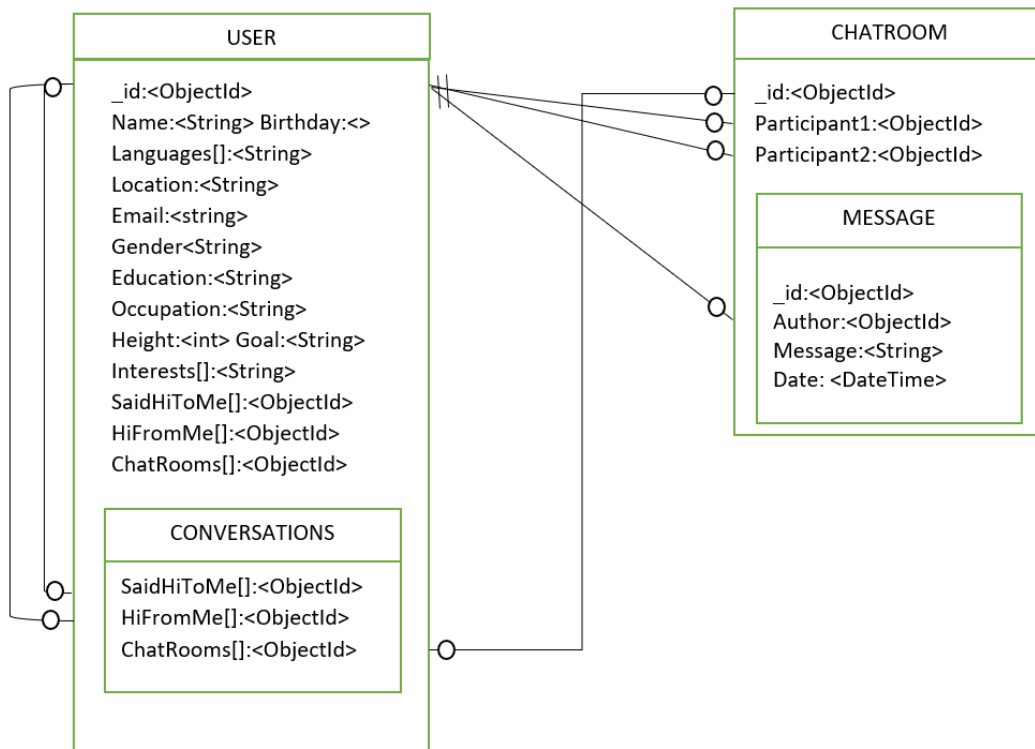 USER
_id:<ObjectId>
Name:<String> Birthday:<>
Languages[]:<String>
Location:<String>
Email:<string>
Gender<String>
Education:<String>
Occupation:<String>
Height:<int> Goal:<String>
Interests[]:<String>
SaidHiToMe[]:<ObjectId>
HiFromMe[]:<ObjectId>
ChatRooms[]:<ObjectId>
CONVERSATIONS
SaidHiToMe[]:<ObjectId>
HiFromMe[]:<ObjectId>
ChatRooms[]:<ObjectId>
CHATROOM
_id:<ObjectId>
Participant1:<ObjectId>
Participant2:<ObjectId>
MESSAGE
_id:<ObjectId>
Author:<ObjectId>
Message:<String>
Date: <DateTime>